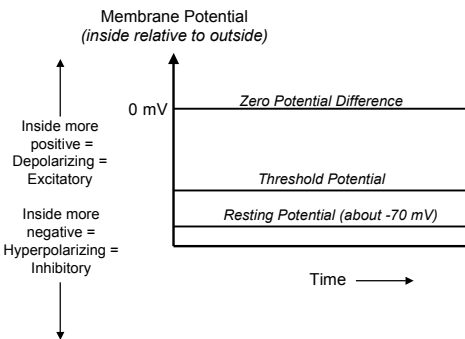 Membrane Potential
(inside relative to outside)
0 mV
Zero Potential Difference
Inside more
positive =
Depolarizing =
Excitatory
Threshold Potential
Inside more
negative =
Hyperpolarizing =
Inhibitory
Resting Potential (about -70 mV)
Time